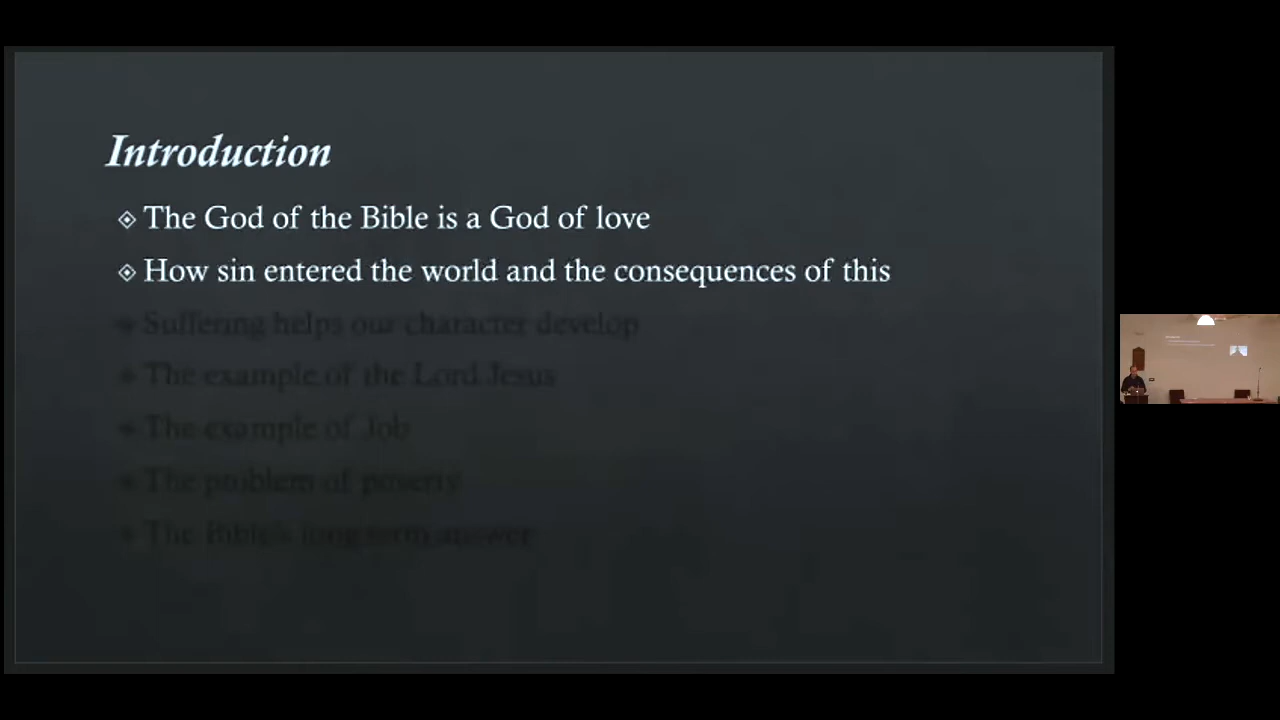 Introduction
The God of the Bible is a God of love
How sin entered the world and the consequences of this
Suffering helps our character develop
The example of the Lord Jesus
The example of Job
The problem of poverty
The Bible's long term answer